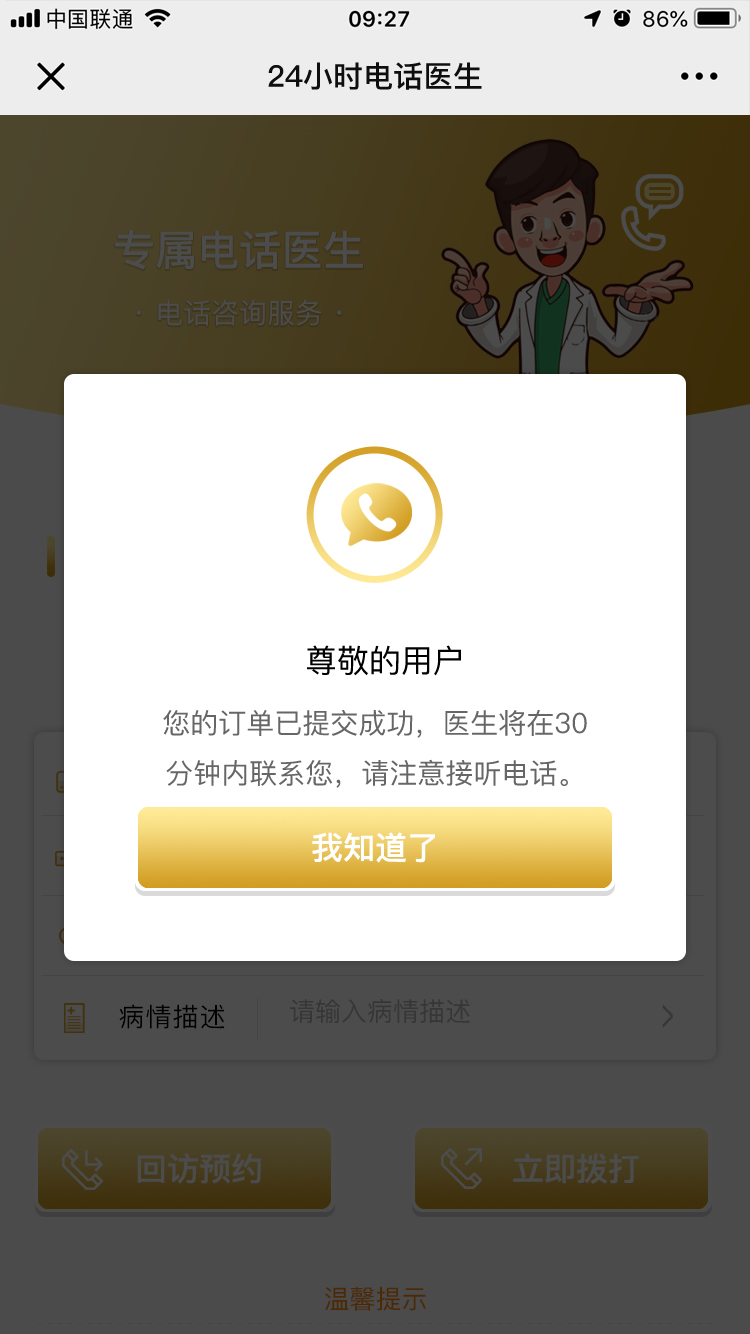 中国联通
09:27
86%
24小时电话医生
专属电话医生
· 电话咨询服务 ·
尊敬的用户
您的订单已提交成功，医生将在30
分钟内联系您，请注意接听电话。
我知道了
病情描述
请输入病情描述
回访预约
立即拨打
温馨提示